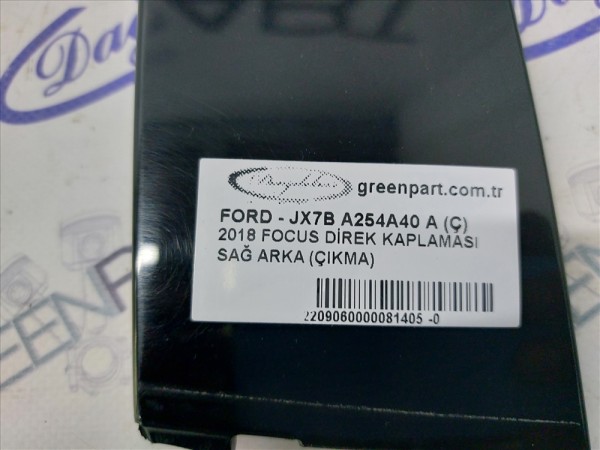 greenpart.com.tr
FORD - JX7B A254A40 A (Ç)
2018 FOCUS DİREK KAPLAMASI
SAĞ ARKA (ÇIKMA)
2209060000081405 -0